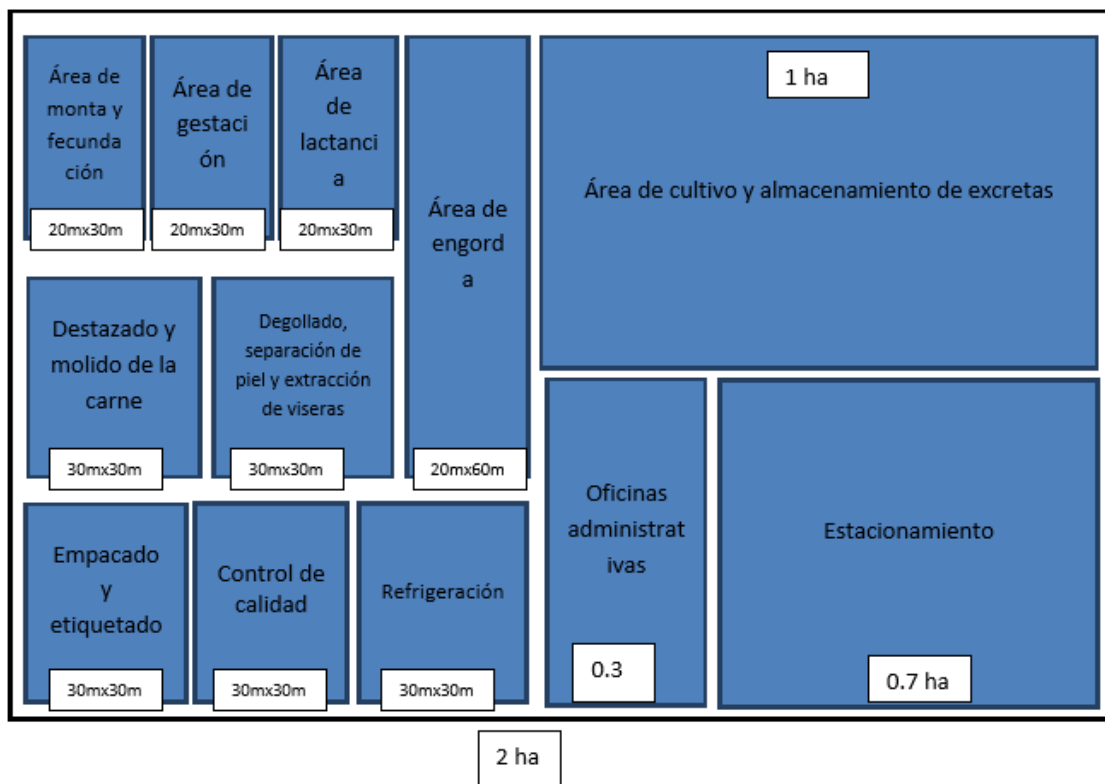 Área de
monta y
fecunda
ción
20mx30m
Área de
gestaci
ón
20mx30m
Área
de
lactanci
a
20mx30m
Área de
engord
a
20mx60m
1 ha
Área de cultivo y almacenamiento de excretas
Destazado y
molido de la
carne
30mx30m
Degollado,
separación de
piel y extracción
de viseras
30mx30m
Oficinas
administrat
ivas
0.3
Estacionamiento
0.7 ha
Empacado
y
etiquetado
30mx30m
Control de
calidad
30mx30m
Refrigeración
30mx30m
2 ha